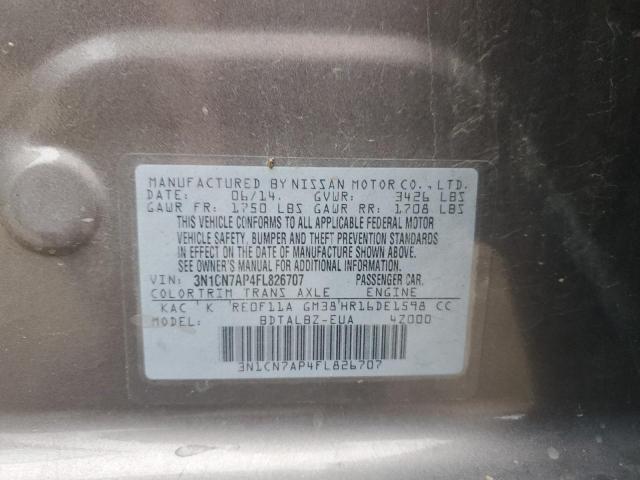 MANUFACTURED BY NISSAN MOTOR CO., LTD.
DATE: 06/14. GVWR: 3426 LBS
GAWR FR: 1750 LBS GAWR RR: 1708 LBS
THIS VEHICLE CONFORMS TO ALL APPLICABLE FEDERAL MOTOR
VEHICLE SAFETY, BUMPER AND THEFT PREVENTION STANDARDS
IN EFFECT ON THE DATE OF MANUFACTURE SHOWN ABOVE.
SEE OWNER'S MANUAL FOR ADDITIONAL INFORMATION.
VIN: 3N1CN7AP4FL826707 PASSENGER CAR.
COLOR TRIM TRANS AXLE ENGINE
KAC K RE0F11A GM38 HR16DE1598 CC
MODEL: BDTALBZ-EUA 4Z000
3N1CN7AP4FL826707